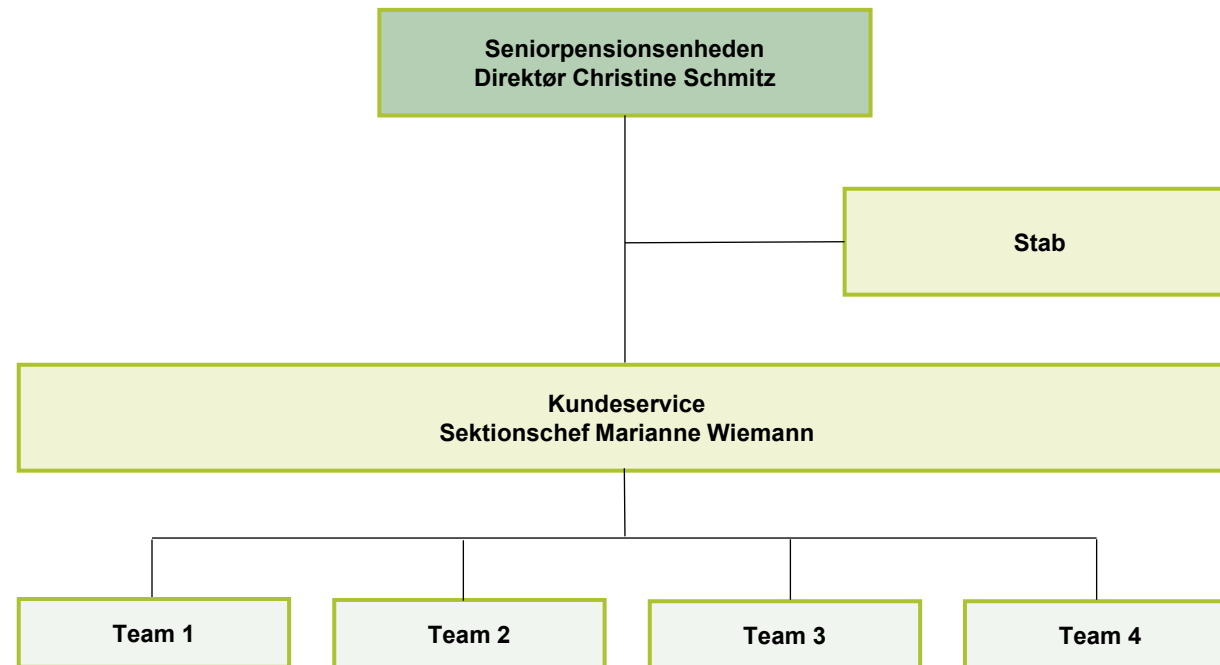 Seniorpensionsenheden
Direktør Christine Schmitz
Stab
Kundeservice
Sektionschef Marianne Wiemann
Team 1
Team 2
Team 3
Team 4